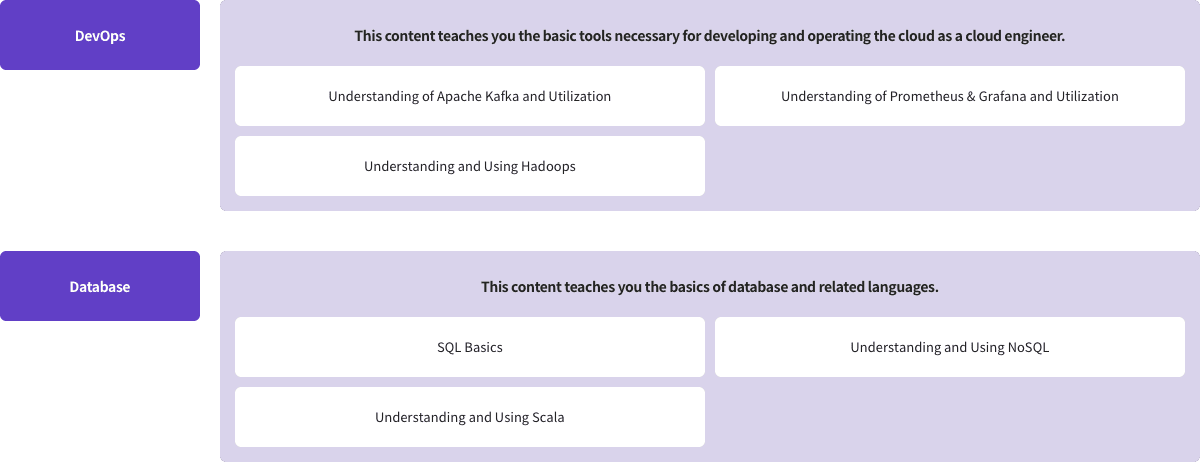 DevOps
This content teaches you the basic tools necessary for developing and operating the cloud as a cloud engineer.
Understanding of Apache Kafka and Utilization
Understanding of Prometheus & Grafana and Utilization
Understanding and Using Hadoops
Database
This content teaches you the basics of database and related languages.
SQL Basics
Understanding and Using NoSQL
Understanding and Using Scala